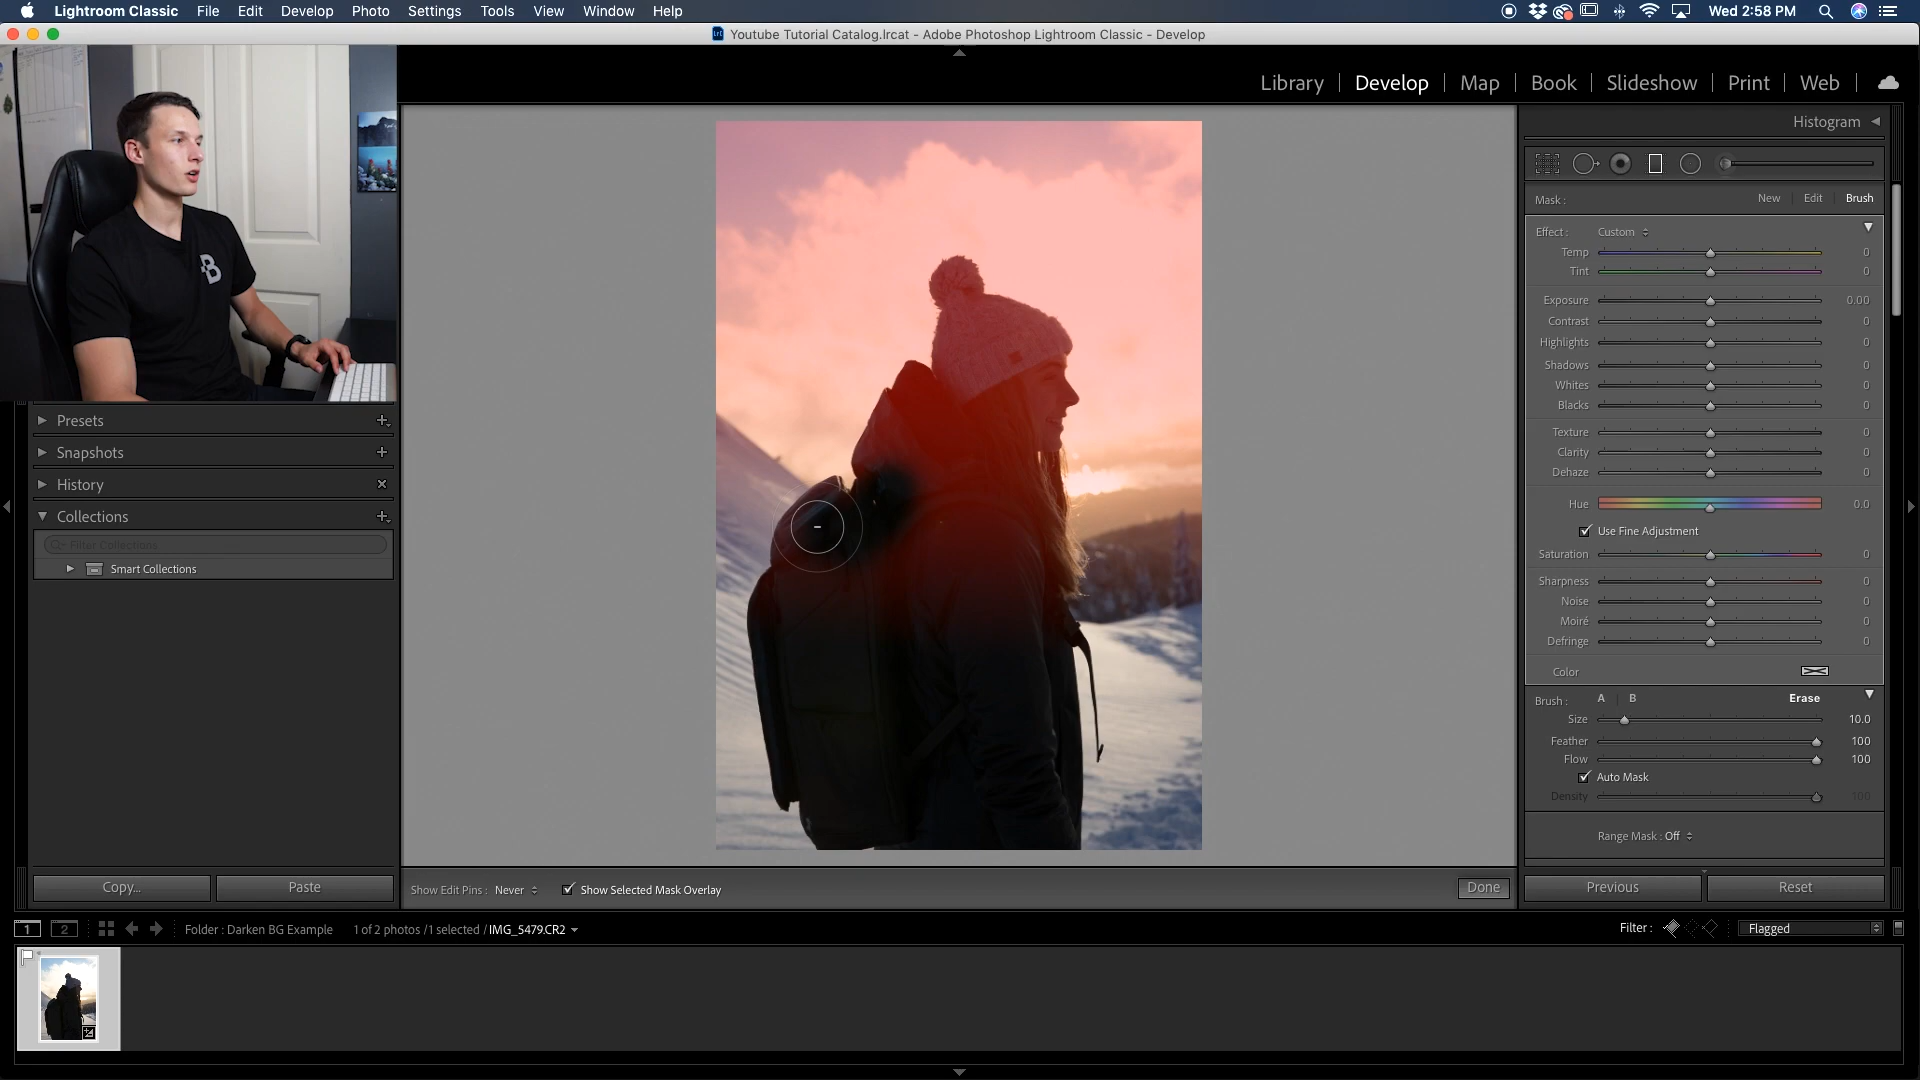 Lightroom Classic File Edit Develop Photo Settings Tools View Window Help Wed 2:58 PM
Youtube Tutorial Catalog.lrcat - Adobe Photoshop Lightroom Classic - Develop
Library | Develop | Map | Book | Slideshow | Print | Web
Histogram
Mask : New | Edit | Brush
Effect : Custom
Temp 0
Tint 0
Exposure 0.00
Contrast 0
Highlights 0
Shadows 0
Whites 0
Blacks 0
Texture 0
Clarity 0
Dehaze 0
Hue 0.0
Use Fine Adjustment
Saturation 0
Sharpness 0
Noise 0
Moiré 0
Defringe 0
Color
Brush : A | B Erase
Size 10.0
Feather 100
Flow 100
Auto Mask
Density 100
Range Mask : Off
Previous Reset
Presets
Snapshots
History
Collections
Filter Collections
Smart Collections
Copy... Paste
Show Edit Pins : Never Show Selected Mask Overlay Done
1 2 Folder : Darken BG Example 1 of 2 photos /1 selected / IMG_5479.CR2 Filter : Flagged